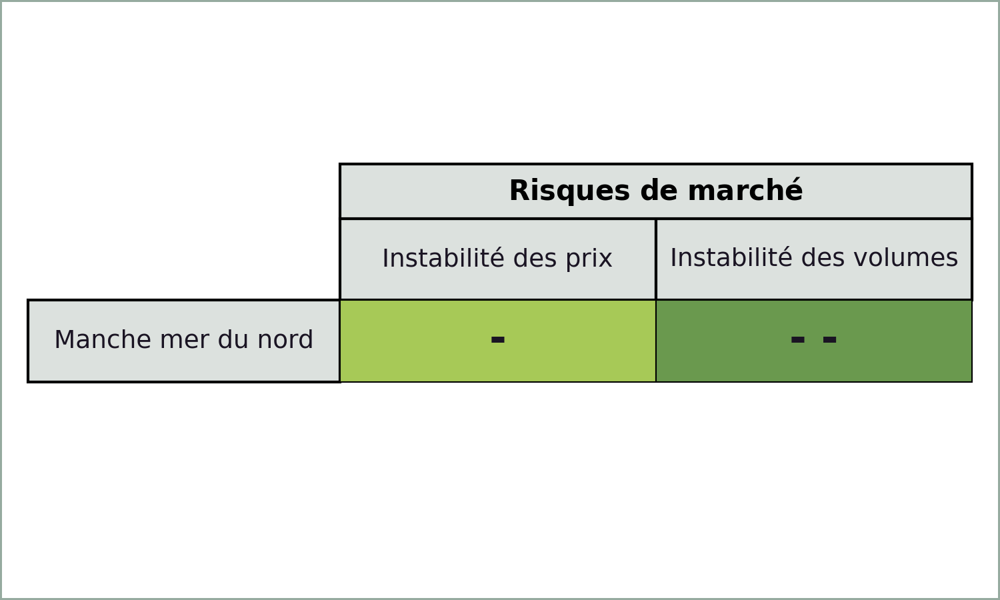 Risques de marché
Instabilité des prix
Instabilité des volumes
Manche mer du nord
-
- -